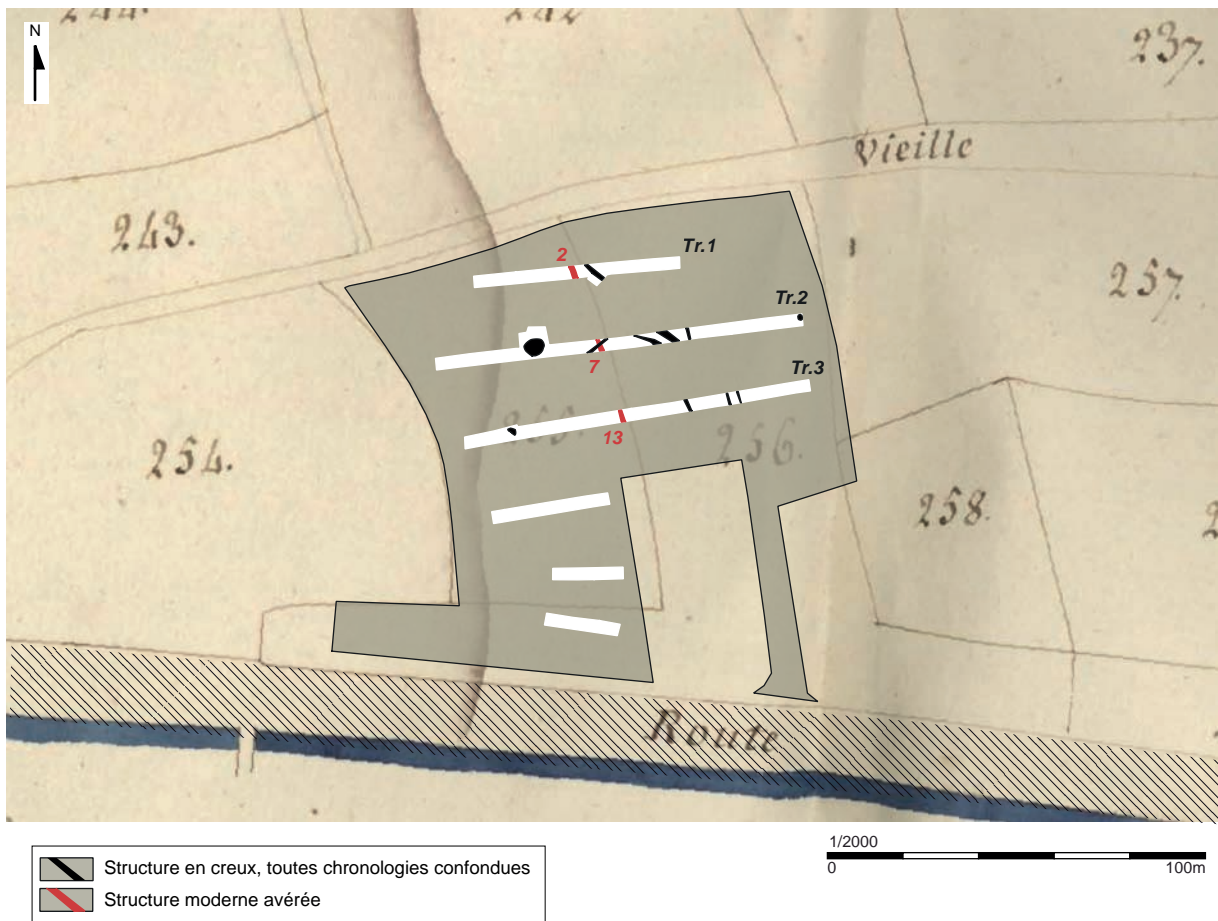 N
237.
Vieille
243.
2
Tr.1
257.
Tr.2
7
Tr.3
13
254.
256.
258.
Route
1/2000
0
100m
Structure en creux, toutes chronologies confondues
Structure moderne avérée